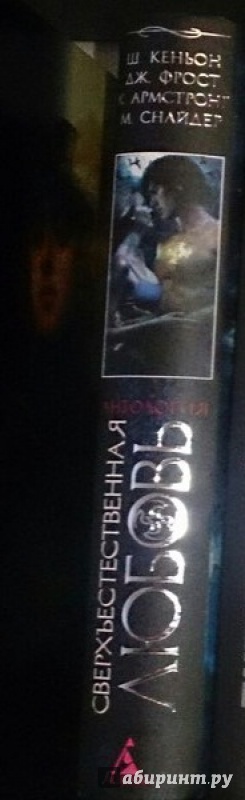 Ш. КЕНЬОН
ДЖ. ФРОСТ
К. АРМСТРОНГ
М. СНАЙДЕР
АНТОЛОГИЯ
СВЕРХЪЕСТЕСТВЕННАЯ
ЛЮБОВЬ
Лабиринт.ру